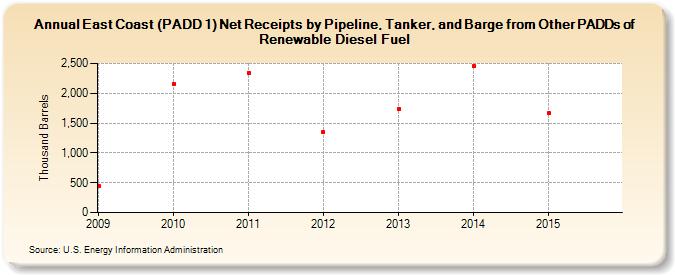 Annual East Coast (PADD 1) Net Receipts by Pipeline, Tanker, and Barge from Other PADDs of
Renewable Diesel Fuel
Thousand Barrels
2,500
2,000
1,500
1,000
500
0
2009 2010 2011 2012 2013 2014 2015
Source: U.S. Energy Information Administration